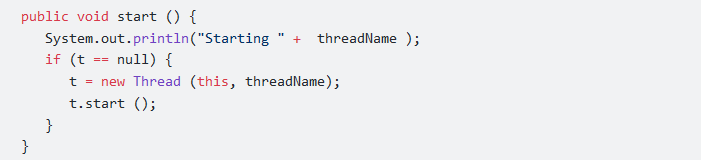 public void start () {
System.out.println("Starting " +  threadName );
if (t == null) {
t = new Thread (this, threadName);
t.start ();
}
}